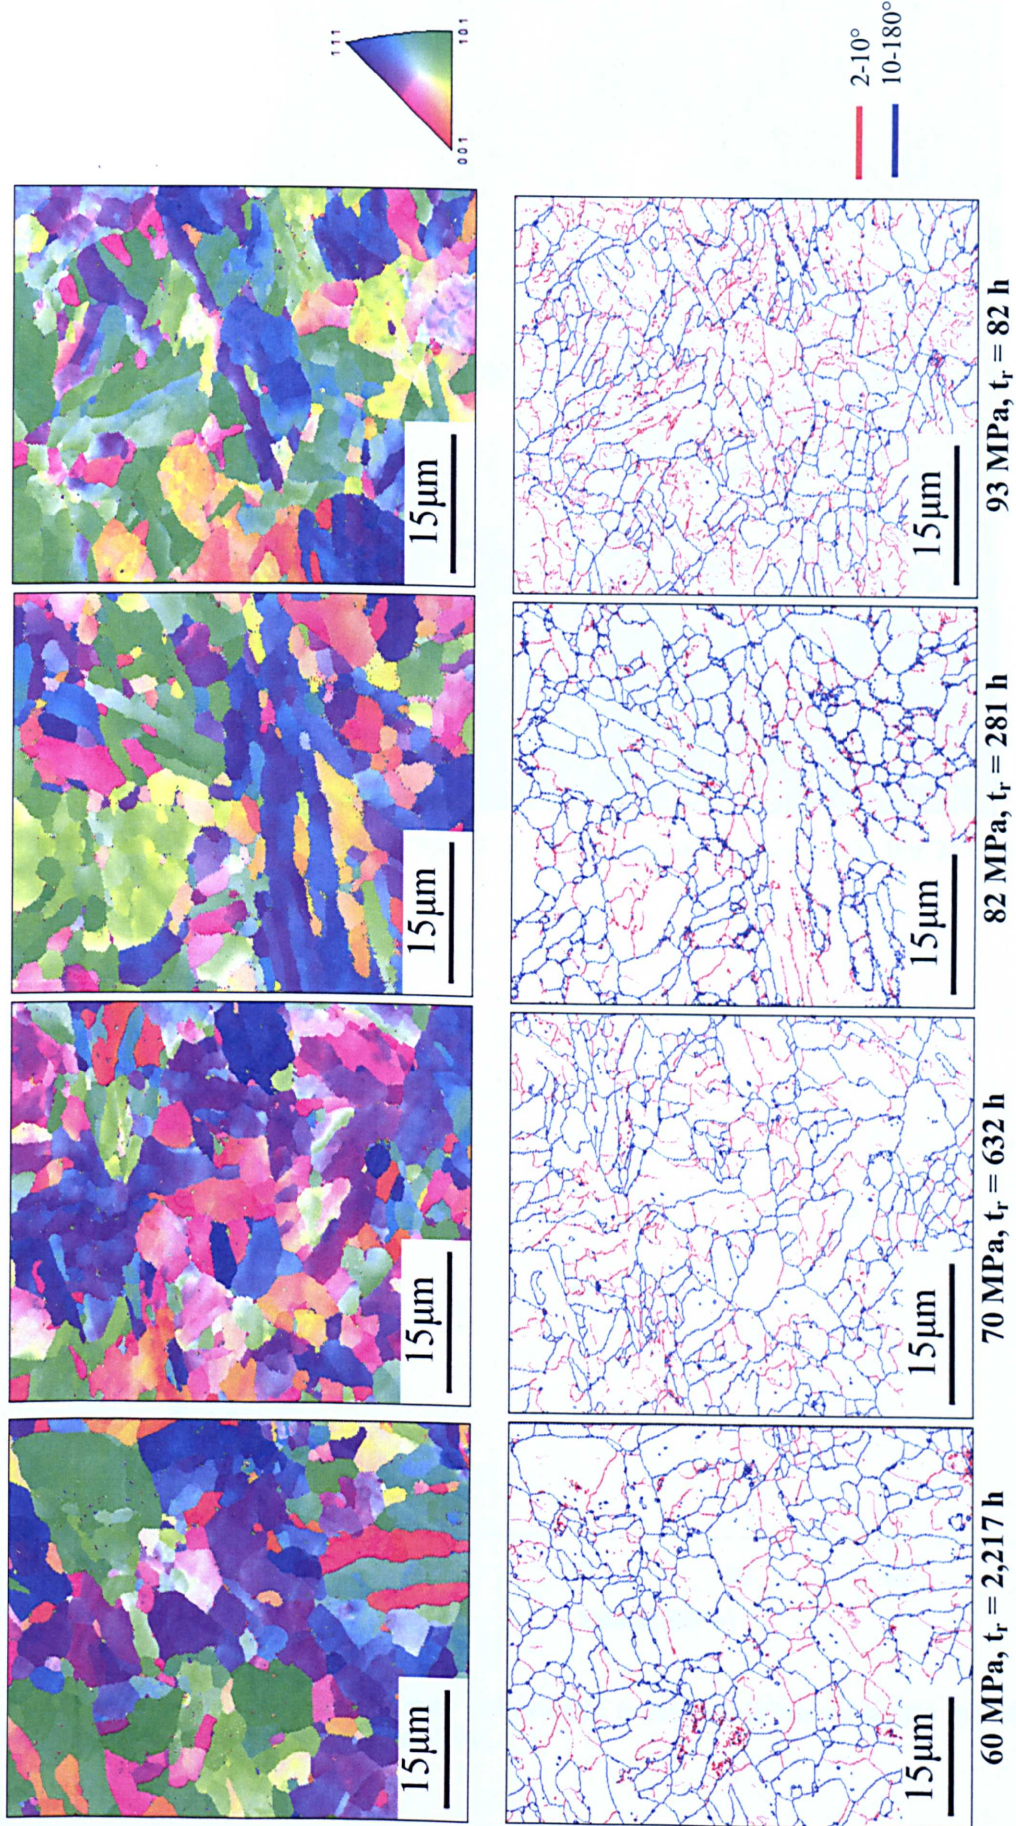 111
001
101
15μm
15μm
15μm
15μm
2-10°
10-180°
15μm
15μm
15μm
15μm
60 MPa, tᵣ = 2,217 h
70 MPa, tᵣ = 632 h
82 MPa, tᵣ = 281 h
93 MPa, tᵣ = 82 h